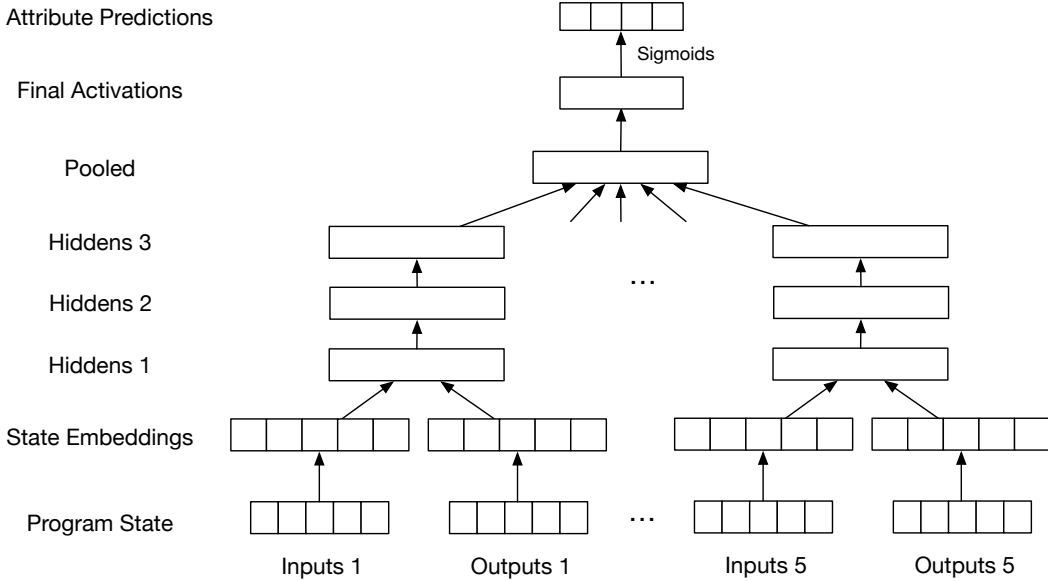 Attribute Predictions
Sigmoids
Final Activations
Pooled
Hiddens 3
...
Hiddens 2
Hiddens 1
State Embeddings
Program State
...
Inputs 1
Outputs 1
Inputs 5
Outputs 5